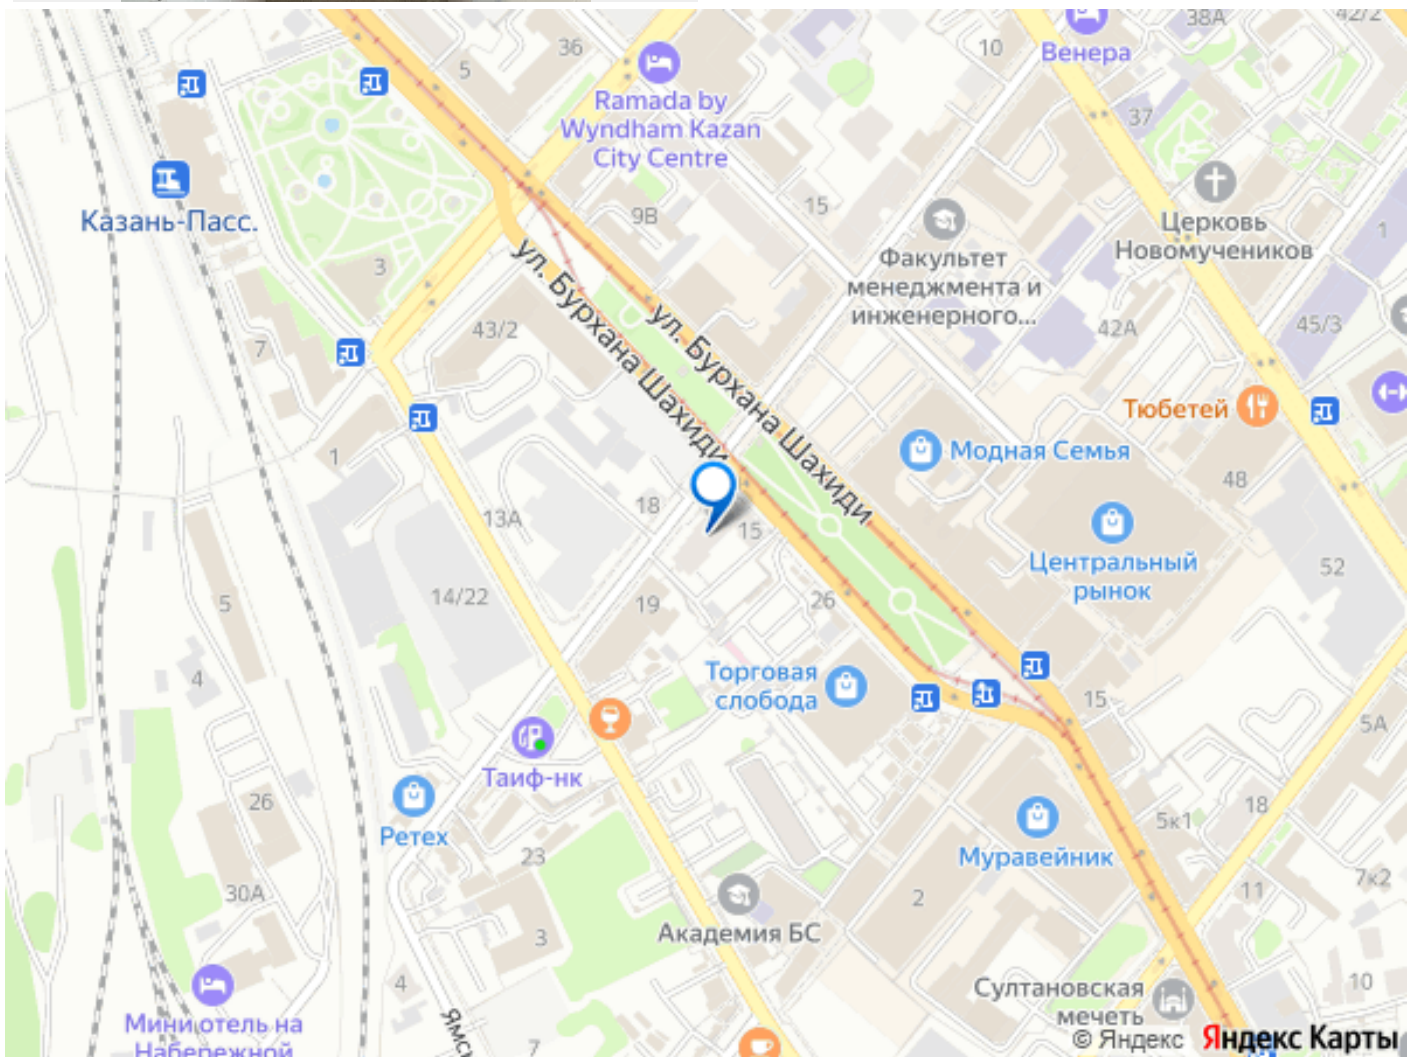 38А
42/2
36
10
Венера
5
Ramada by
Wyndham Kazan
City Centre
37
Казань-Пасс.
15
9В
Церковь
Новомучеников
1
3
Факультет
менеджмента и
инженерного...
ул. Бурхана Шахиди
ул. Бурхана Шахиди
43/2
42А
45/3
7
Тюбетей
1
Модная Семья
48
18
13А
15
Центральный
рынок
52
14/22
5
19
26
4
Торговая
слобода
15
5А
Таиф-нк
26
Ретех
18
5к1
Муравейник
23
7к2
30А
2
11
Академия БС
3
4
Султановская
мечеть
10
Мини отель на
Набережной
Ямск
7
© Яндекс Яндекс Карты